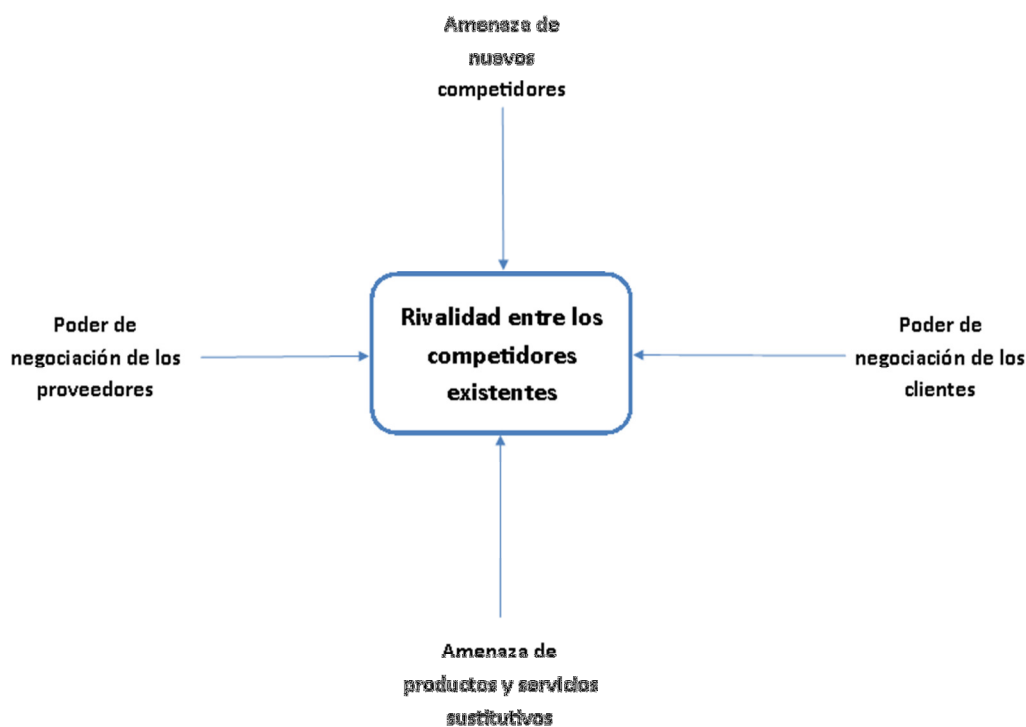 Amenaza de
nuevos
competidores
Poder de
negociación de los
proveedores
Rivalidad entre los
competidores
existentes
Poder de
negociación de los
clientes
Amenaza de
productos y servicios
sustitutivos